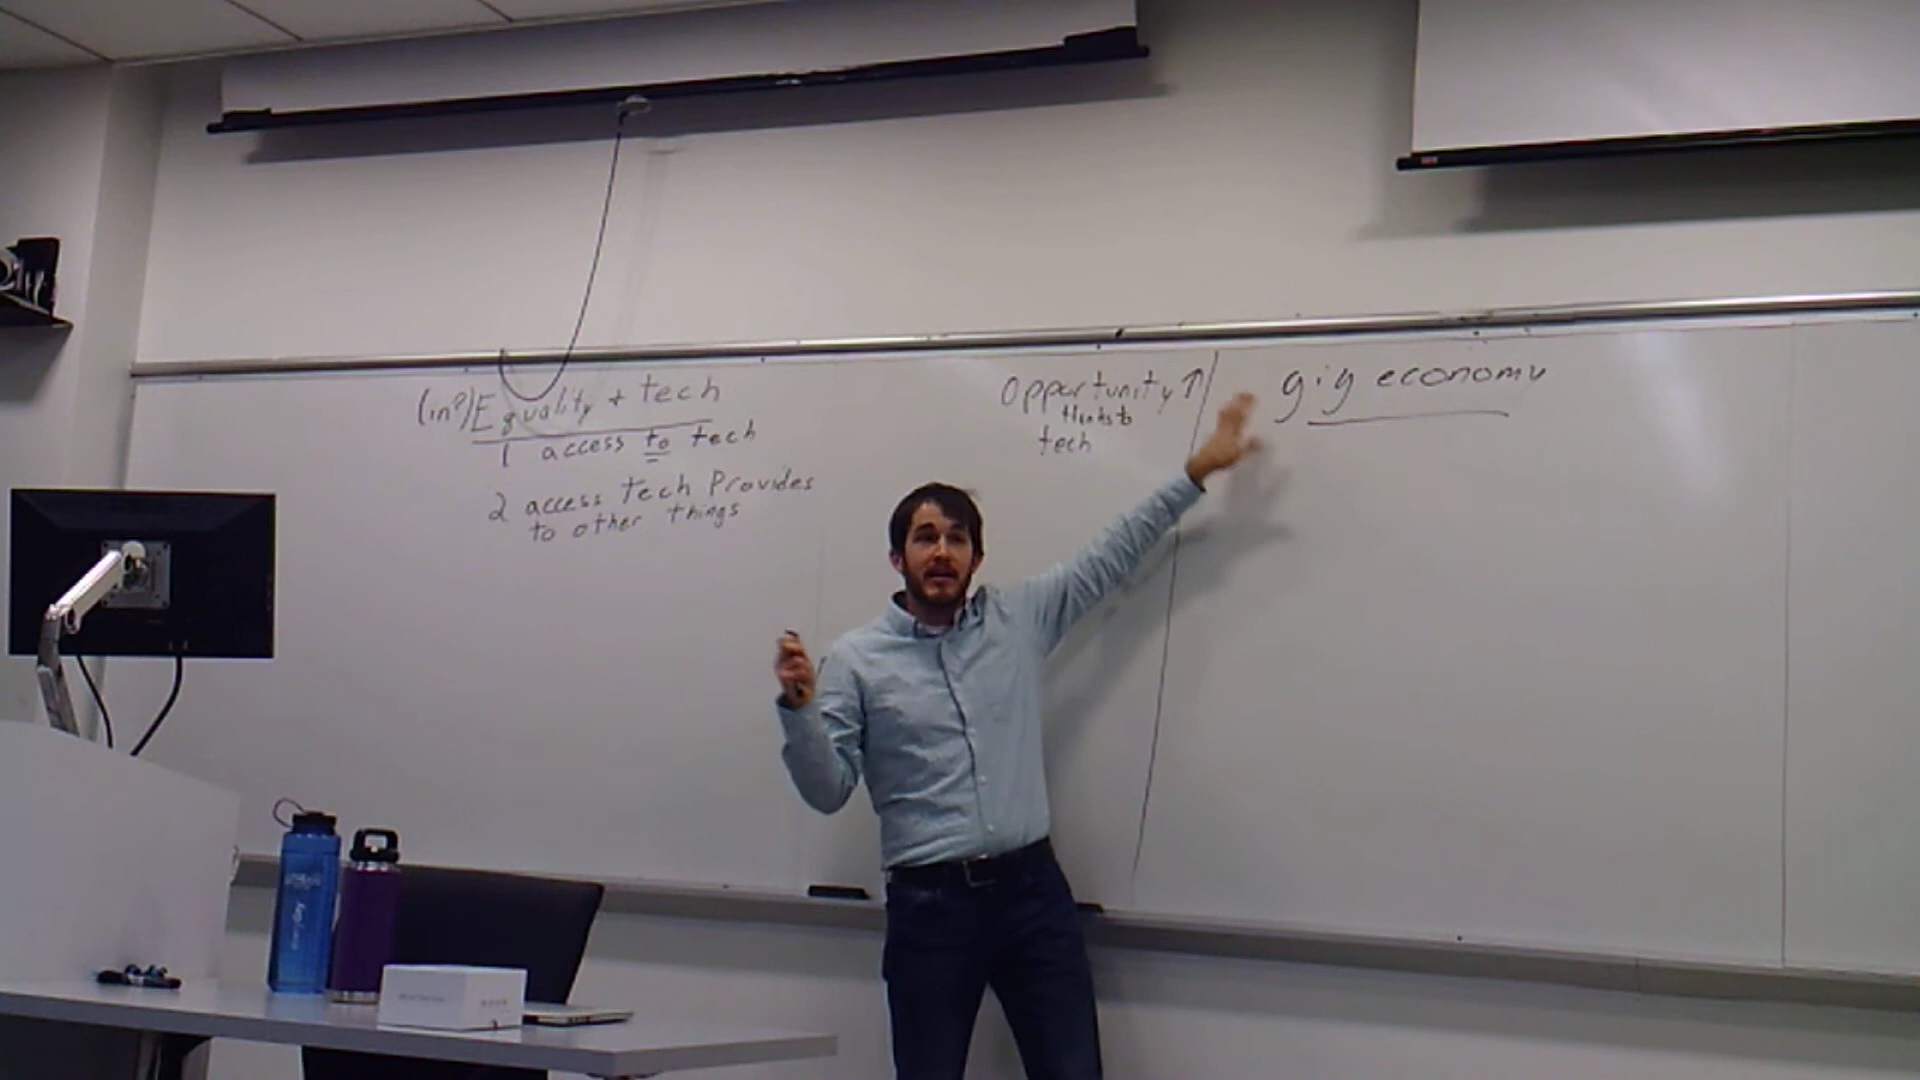 (in?)Equality + tech
1 access to tech
2 access tech Provides
to other things
Opportunity ↑
thanks to
tech
gig economy